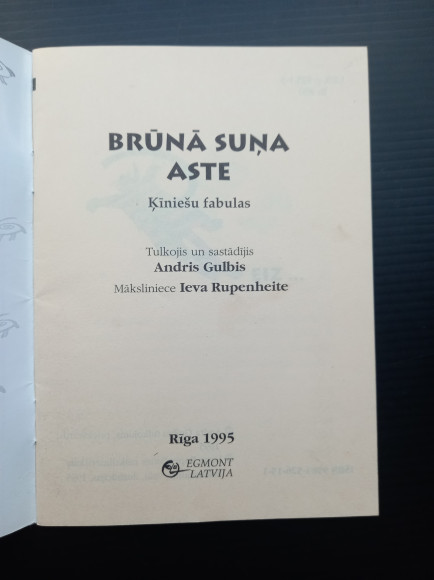 BRŪNĀ SUŅA
ASTE
Ķīniešu fabulas
Tulkojis un sastādījis
Andris Gulbis
Māksliniece Ieva Rupenheite
Rīga 1995
EGMONT
LATVIJA